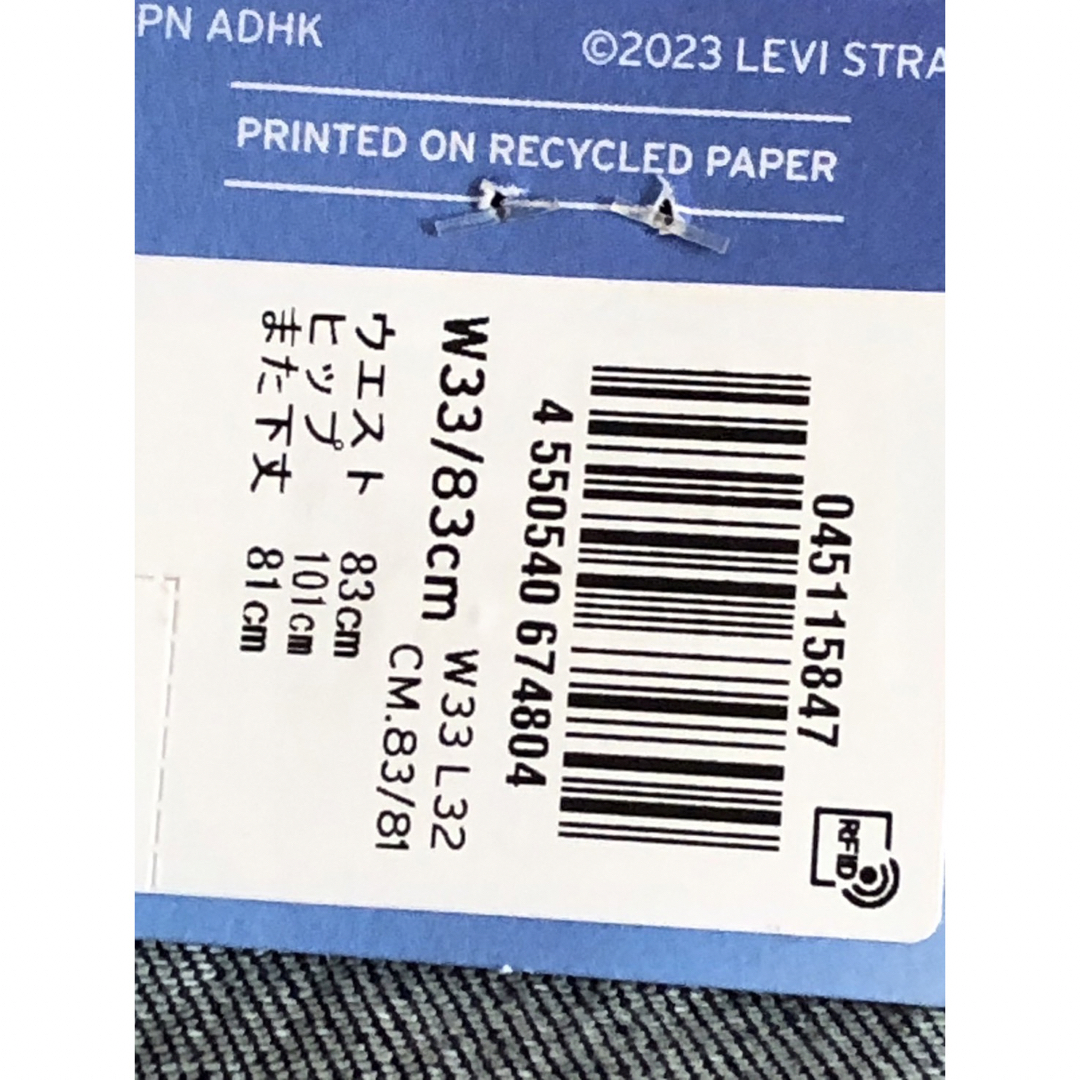 PN ADHK
©2023 LEVI STRA
PRINTED ON RECYCLED PAPER
045115847
4 550540 674804
W33/83cm W33 L32
CM.83/81
ウエスト 83cm
ヒップ 101cm
また下丈 81cm
RFID